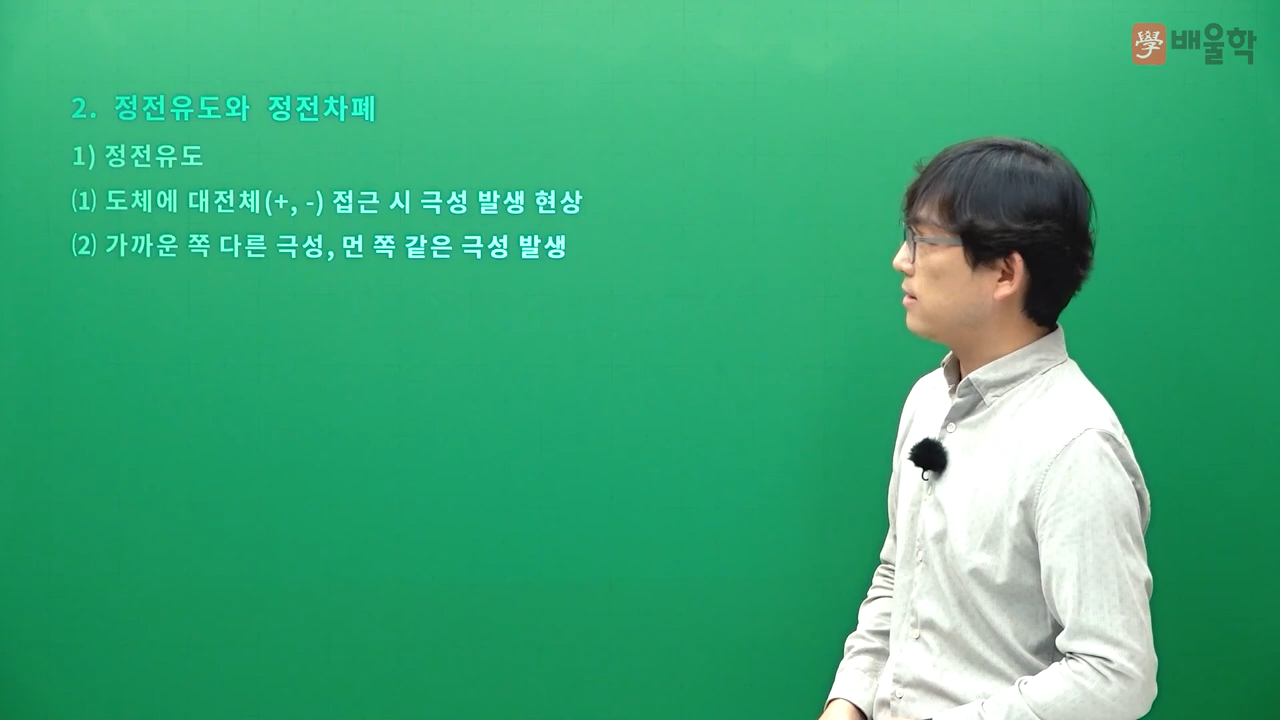 學 배울학
2. 정전유도와 정전차폐
1) 정전유도
⑴ 도체에 대전체(+, -) 접근 시 극성 발생 현상
⑵ 가까운 쪽 다른 극성, 먼 쪽 같은 극성 발생